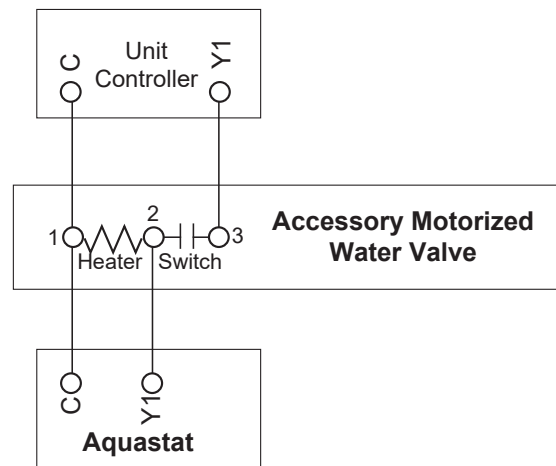 Unit
Controller
C
Y1
Accessory Motorized
Water Valve
1
2
3
Heater
Switch
C
Y1
Aquastat